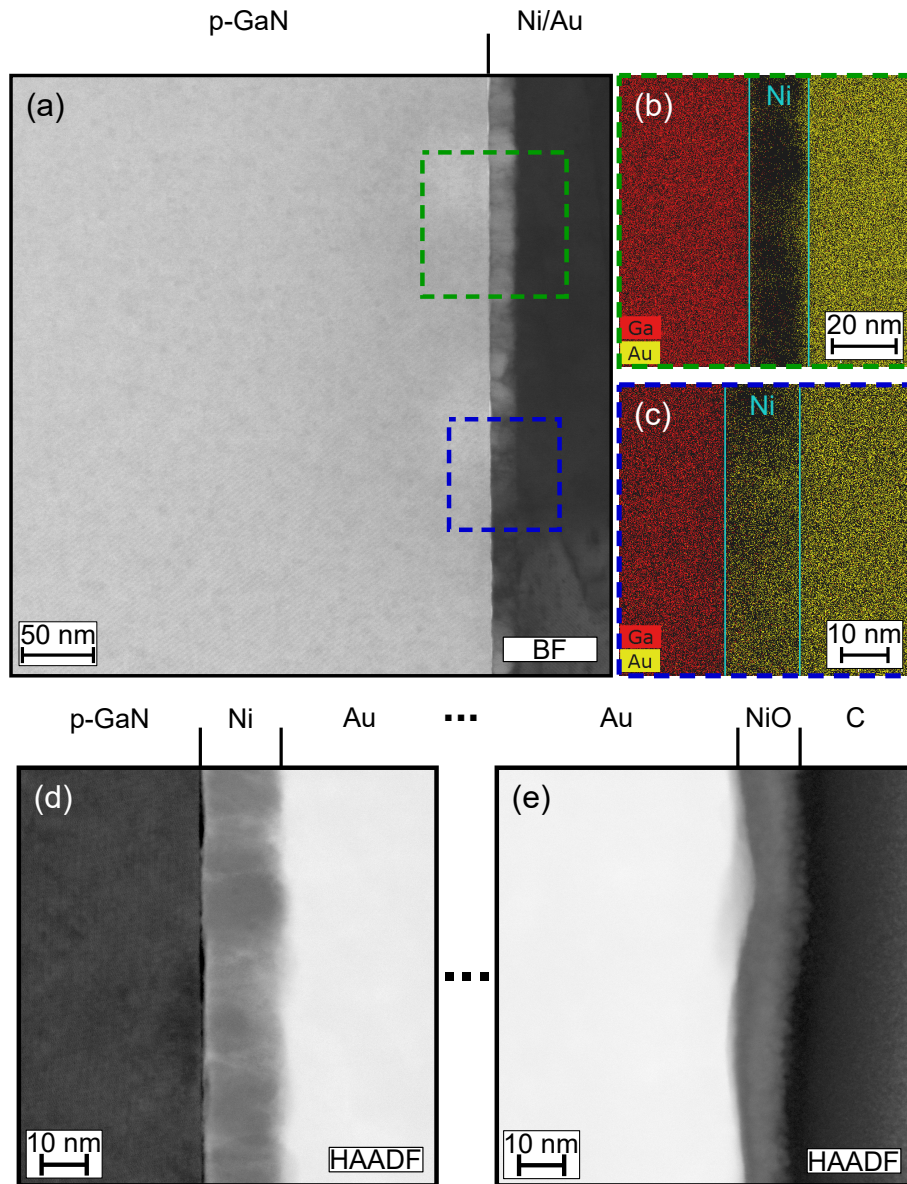 p-GaN Ni/Au
(a)
50 nm
BF
(b)
Ni
Ga
Au
20 nm
(c)
Ni
Ga
Au
10 nm
p-GaN Ni Au ... Au NiO C
(d)
10 nm
HAADF
...
(e)
10 nm
HAADF